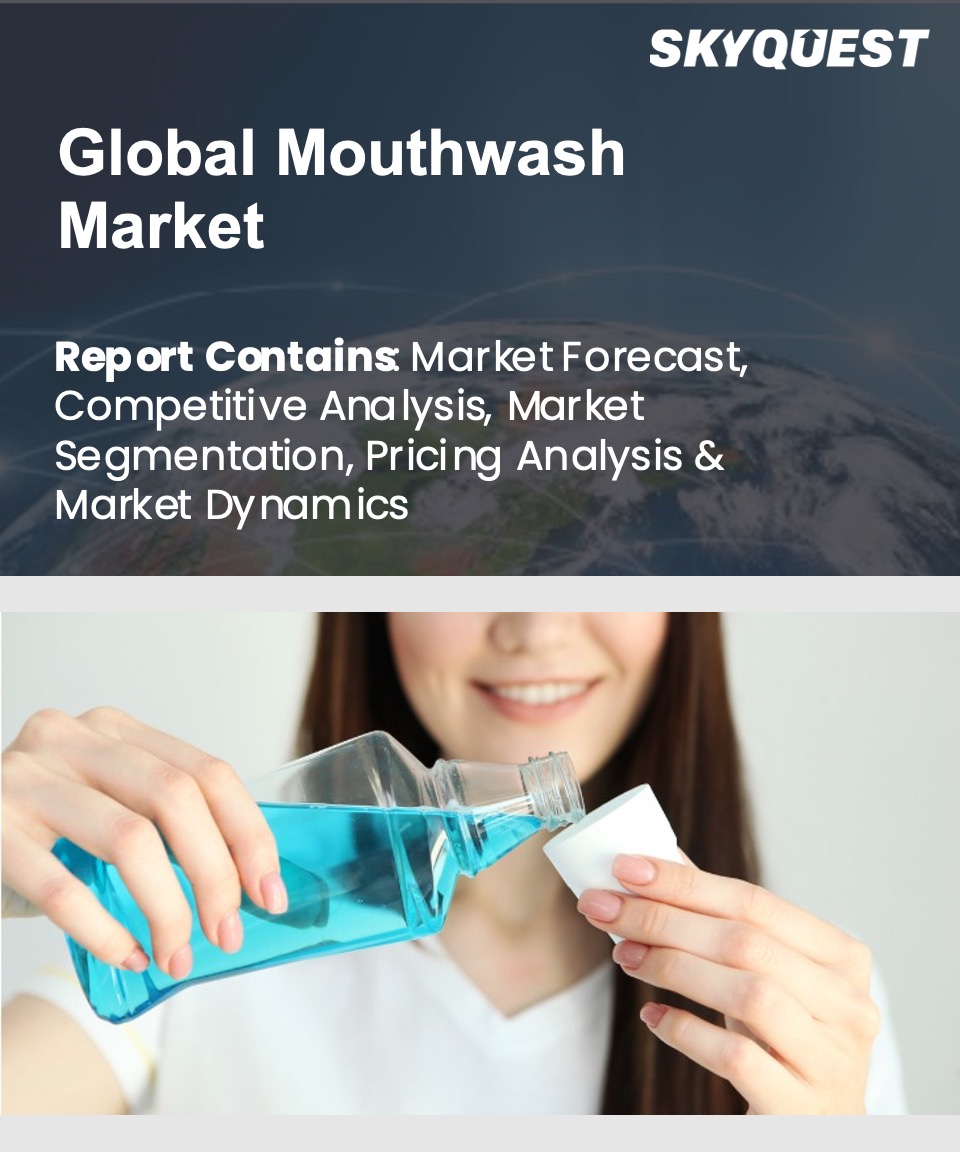 SKYQUEST
Global Mouthwash
Market
Report Contains: Market Forecast,
Competitive Analysis, Market
Segmentation, Pricing Analysis &
Market Dynamics